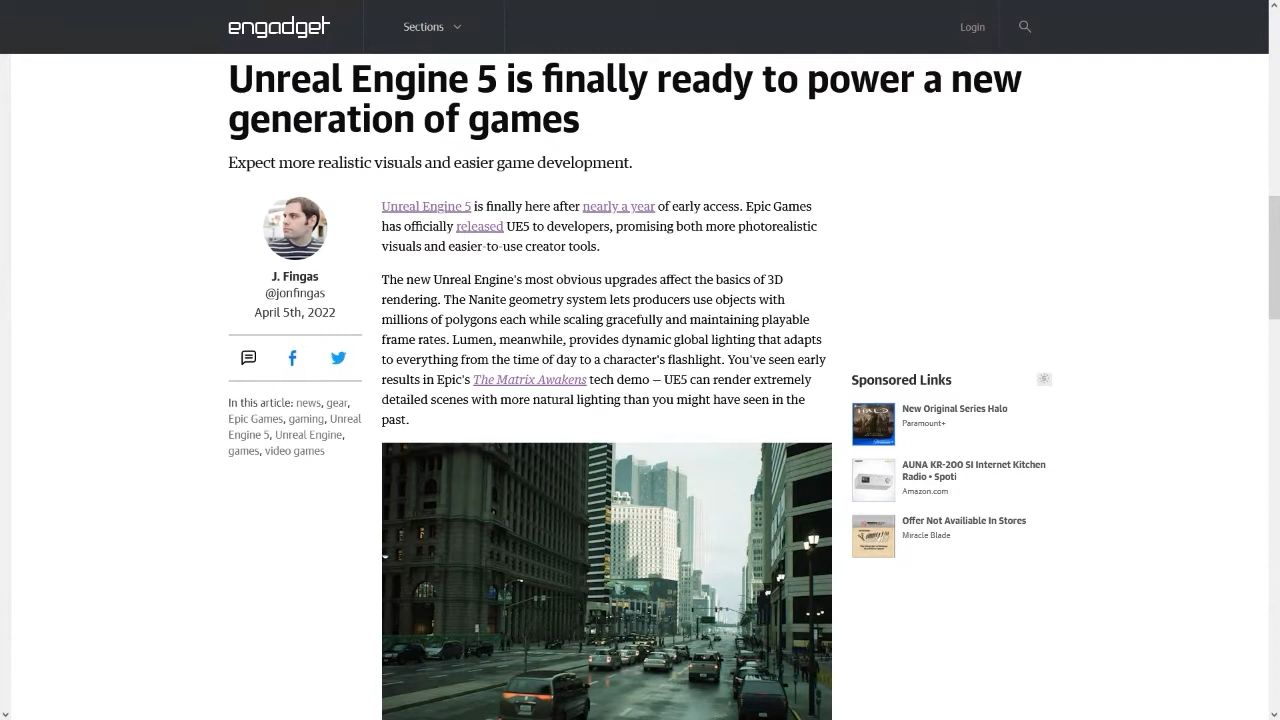 engadget
Sections
Login
Unreal Engine 5 is finally ready to power a new
generation of games
Expect more realistic visuals and easier game development.
J. Fingas
@jonfingas
April 5th, 2022
In this article: news, gear,
Epic Games, gaming, Unreal
Engine 5, Unreal Engine,
games, video games
Unreal Engine 5 is finally here after nearly a year of early access. Epic Games
has officially released UE5 to developers, promising both more photorealistic
visuals and easier-to-use creator tools.
The new Unreal Engine's most obvious upgrades affect the basics of 3D
rendering. The Nanite geometry system lets producers use objects with
millions of polygons each while scaling gracefully and maintaining playable
frame rates. Lumen, meanwhile, provides dynamic global lighting that adapts
to everything from the time of day to a character's flashlight. You've seen early
results in Epic's The Matrix Awakens tech demo — UE5 can render extremely
detailed scenes with more natural lighting than you might have seen in the
past.
Sponsored Links
HALO
New Original Series Halo
Paramount+
AUNA KR-200 SI Internet Kitchen
Radio • Spoti
Amazon.com
Offer Not Availiable In Stores
Miracle Blade